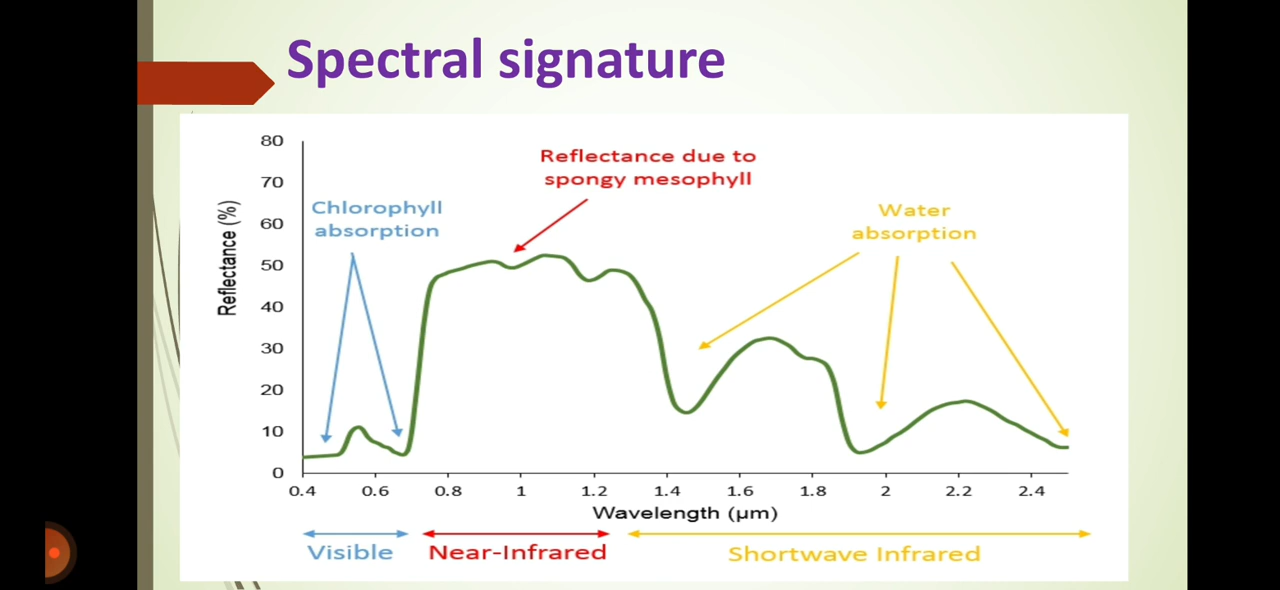 Spectral signature
80
70
60
50
40
30
20
10
0
Reflectance (%)
Chlorophyll
absorption
Reflectance due to
spongy mesophyll
Water
absorption
0.4 0.6 0.8 1 1.2 1.4 1.6 1.8 2 2.2 2.4
Wavelength (µm)
Visible Near-Infrared Shortwave Infrared